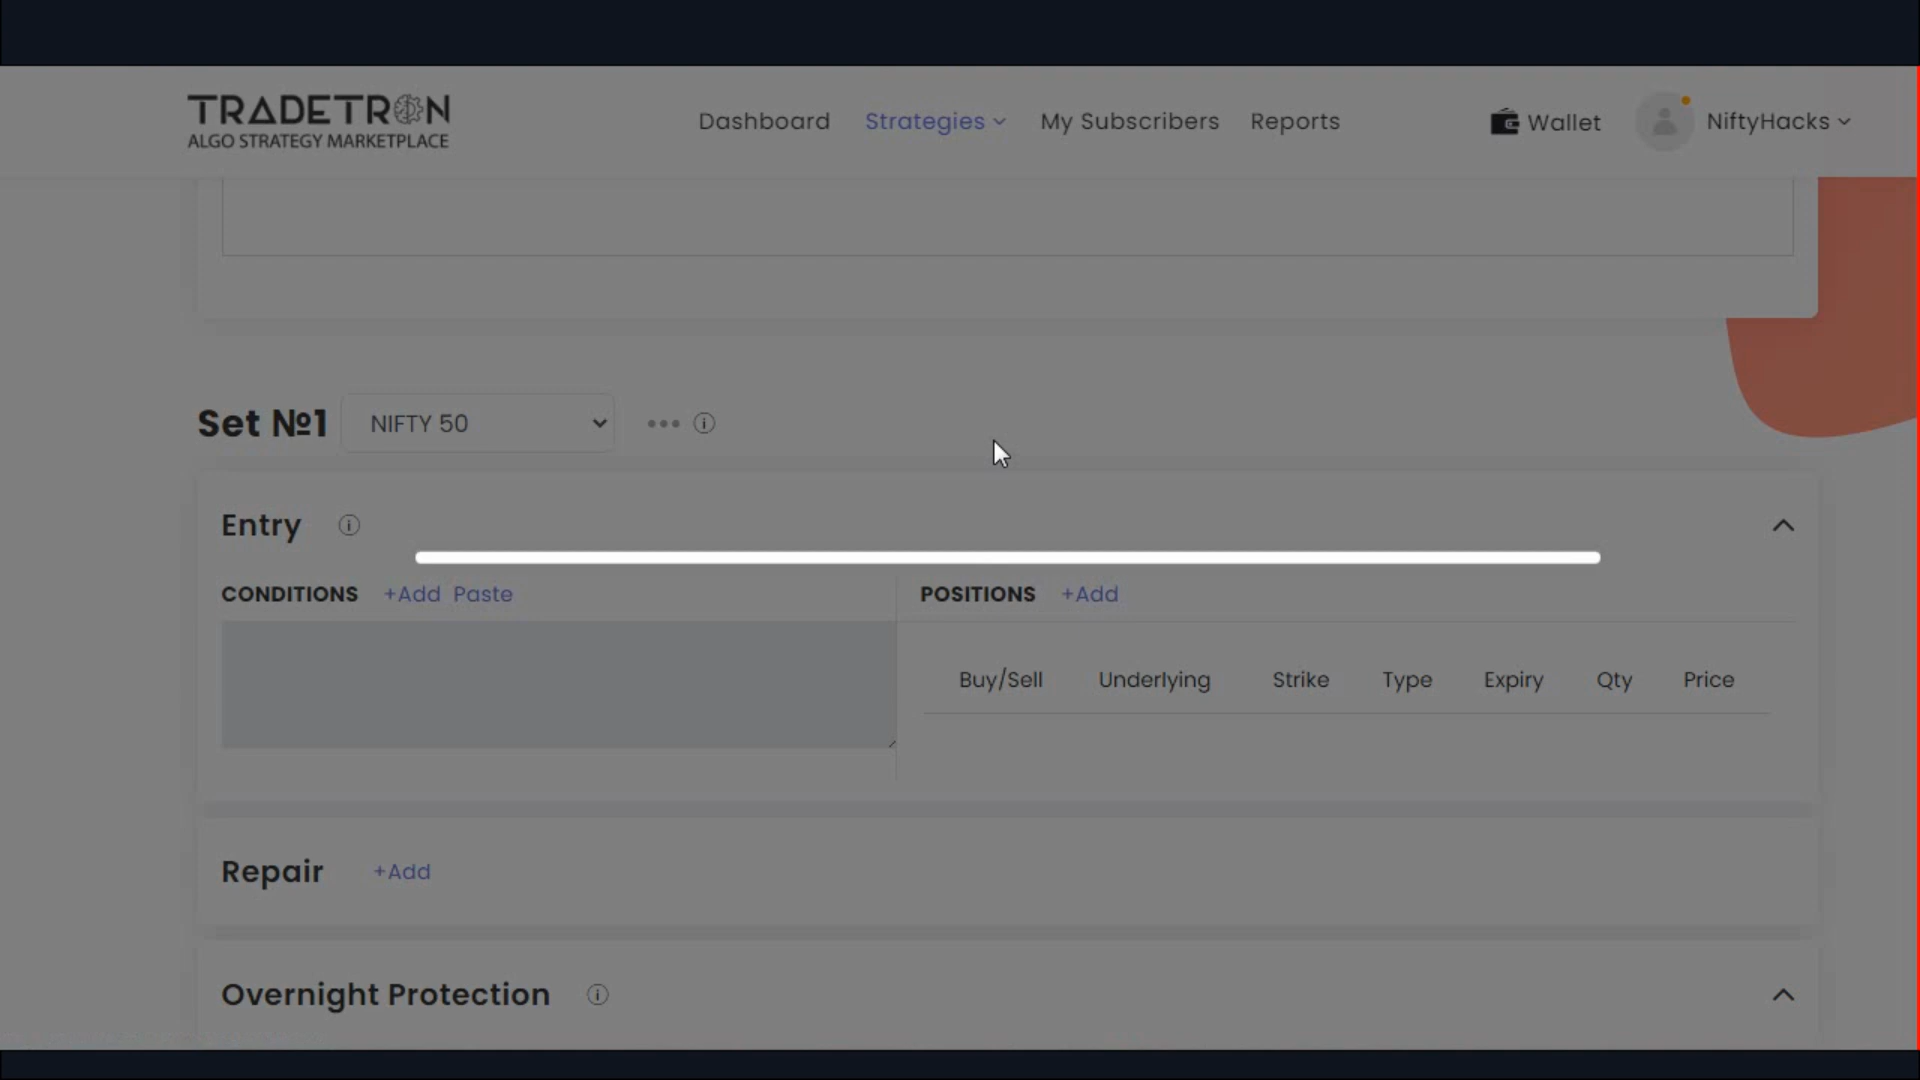 TRADETRON
ALGO STRATEGY MARKETPLACE
Dashboard
Strategies
My Subscribers
Reports
Wallet
NiftyHacks
Set №1
NIFTY 50
Entry
CONDITIONS
+Add
Paste
POSITIONS
+Add
Buy/Sell Underlying Strike Type Expiry Qty Price
Repair
+Add
Overnight Protection